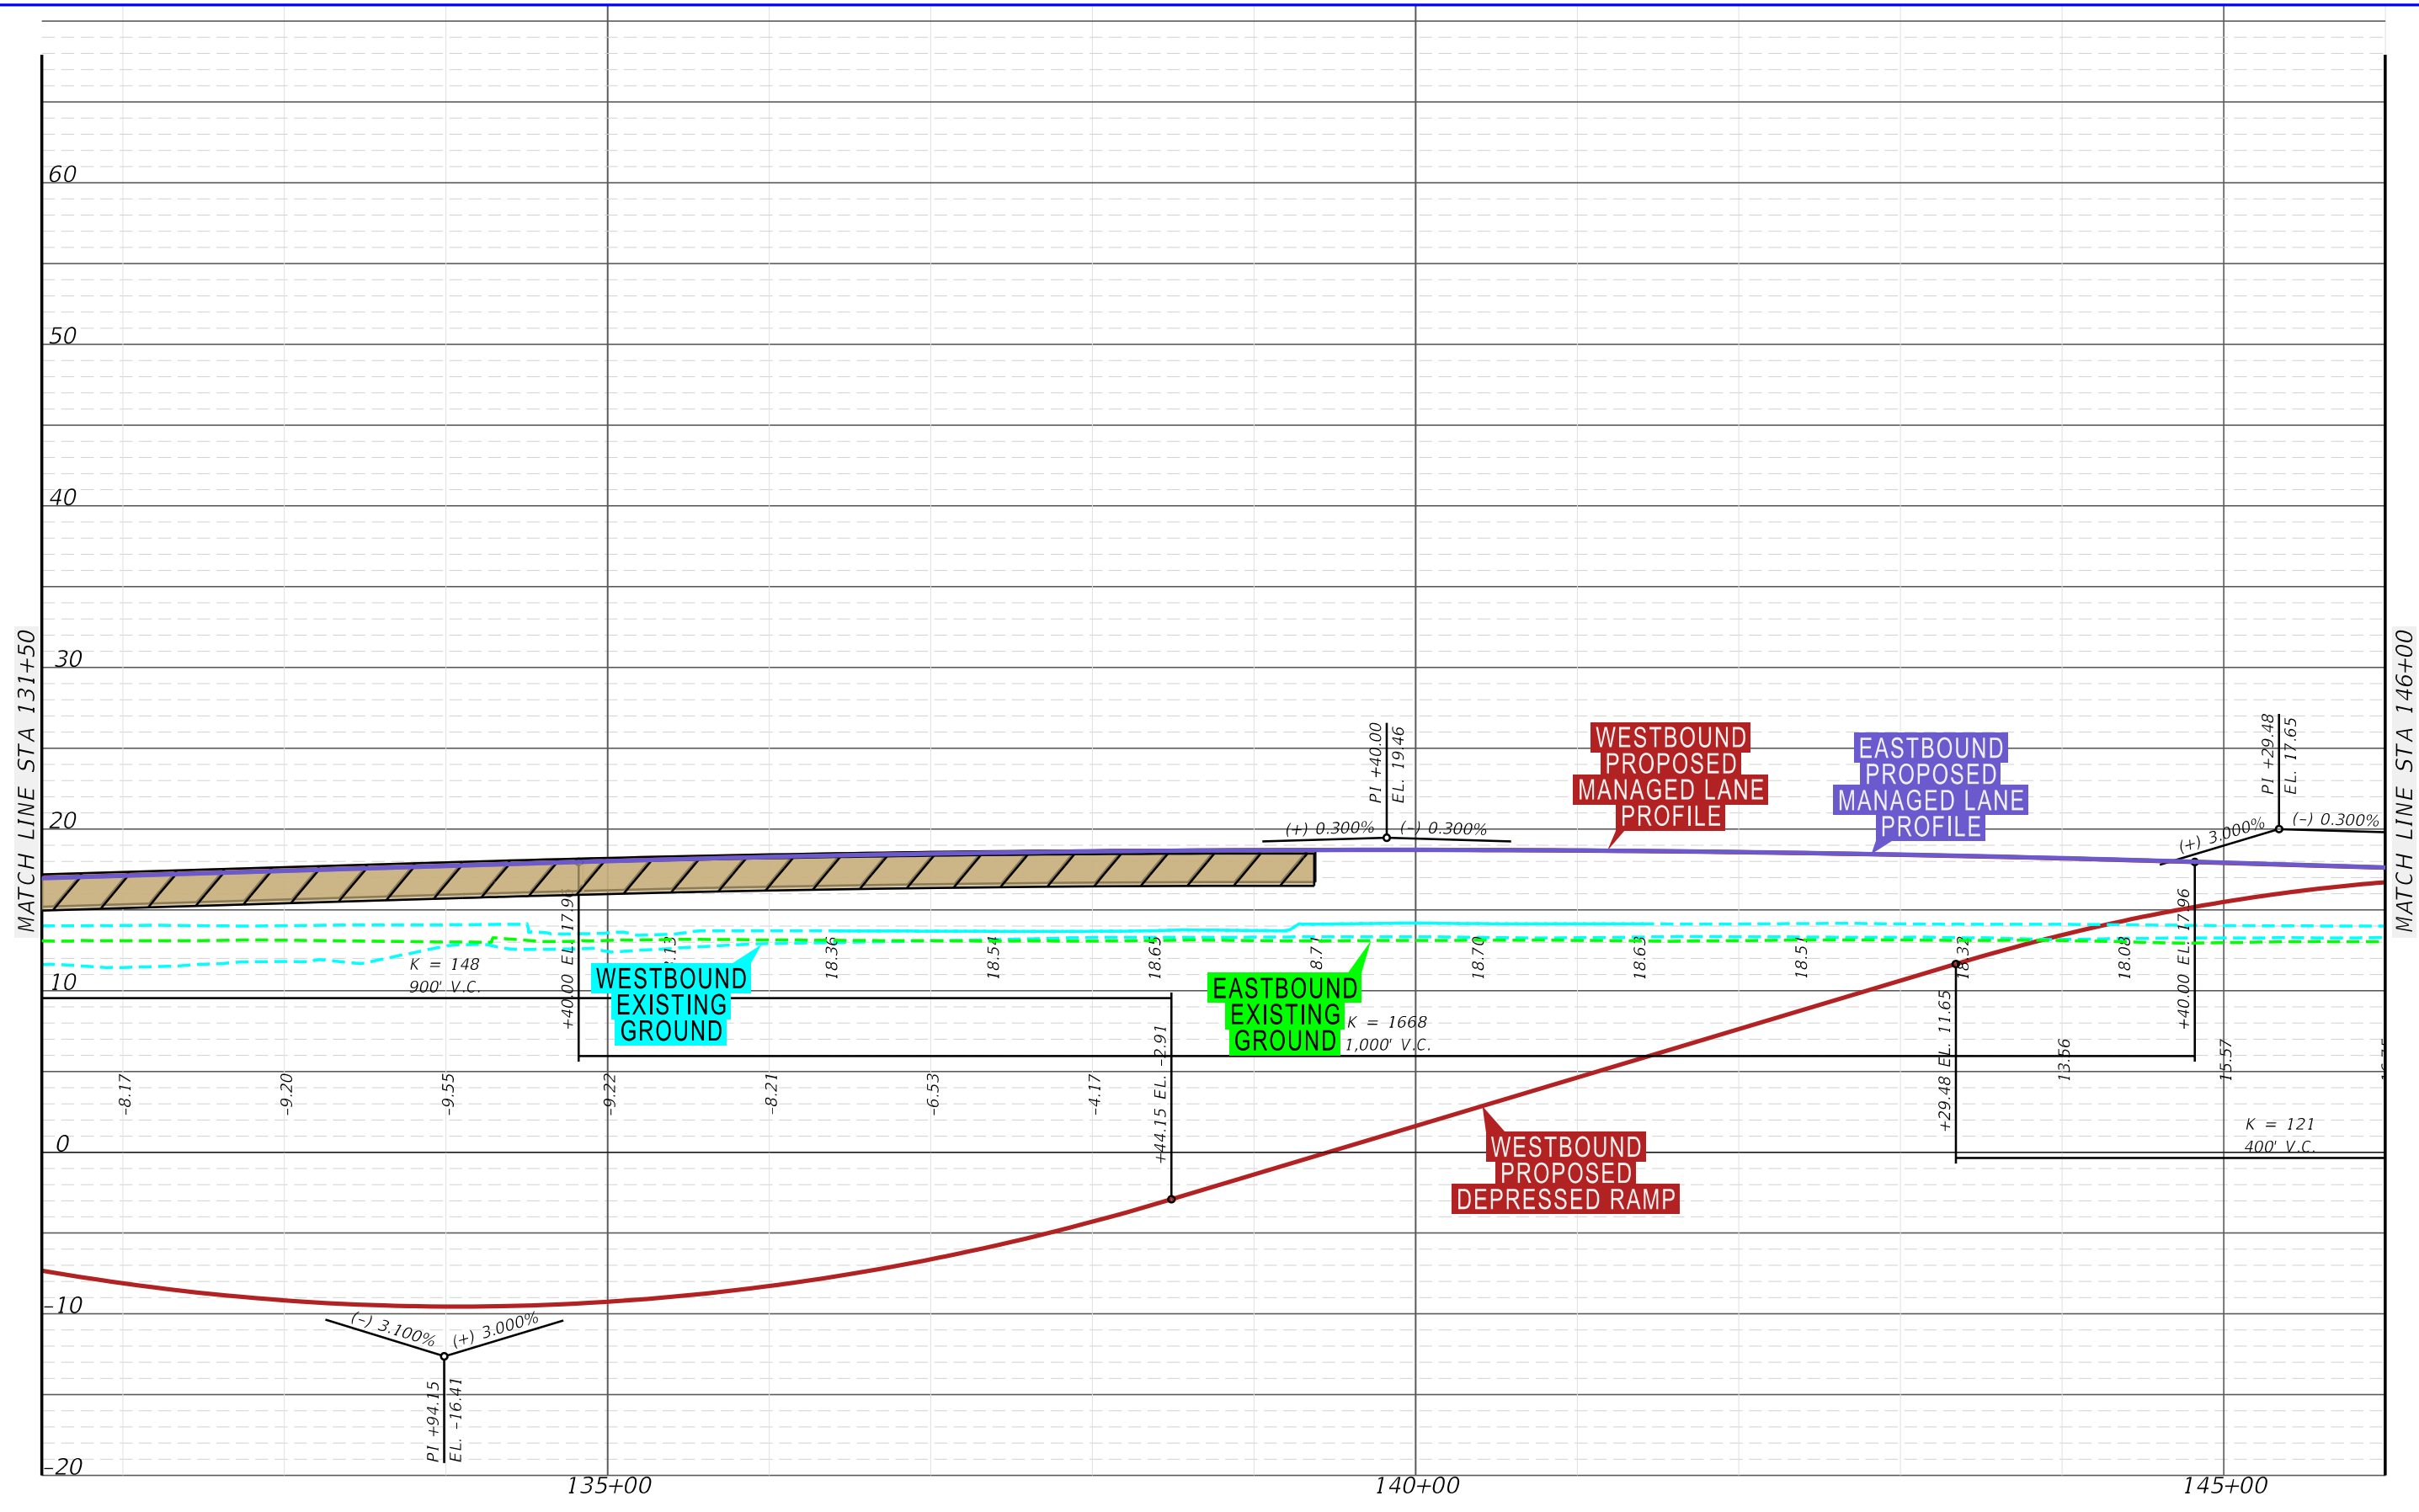 60
50
40
30
20
10
0
-10
-20
MATCH LINE STA 131+50
MATCH LINE STA 146+00
PI +40.00
EL. 19.46
(+) 0.300%
(-) 0.300%
WESTBOUND
PROPOSED
MANAGED LANE
PROFILE
EASTBOUND
PROPOSED
MANAGED LANE
PROFILE
PI +29.48
EL. 17.65
(+) 3.000%
(-) 0.300%
K = 148
900' V.C.
+40.00 EL. 17.96
WESTBOUND
EXISTING
GROUND
18.36
18.54
18.65
18.71
18.70
18.63
18.51
18.32
18.08
EASTBOUND
EXISTING
GROUND
K = 1668
1,000' V.C.
+44.15 EL. -2.91
+29.48 EL. 11.65
+40.00 EL. 17.96
13.56
15.57
-8.17
-9.20
-9.55
-9.22
-8.21
-6.53
-4.17
K = 121
400' V.C.
WESTBOUND
PROPOSED
DEPRESSED RAMP
(-) 3.100%
(+) 3.000%
PI +94.15
EL. -16.41
135+00
140+00
145+00